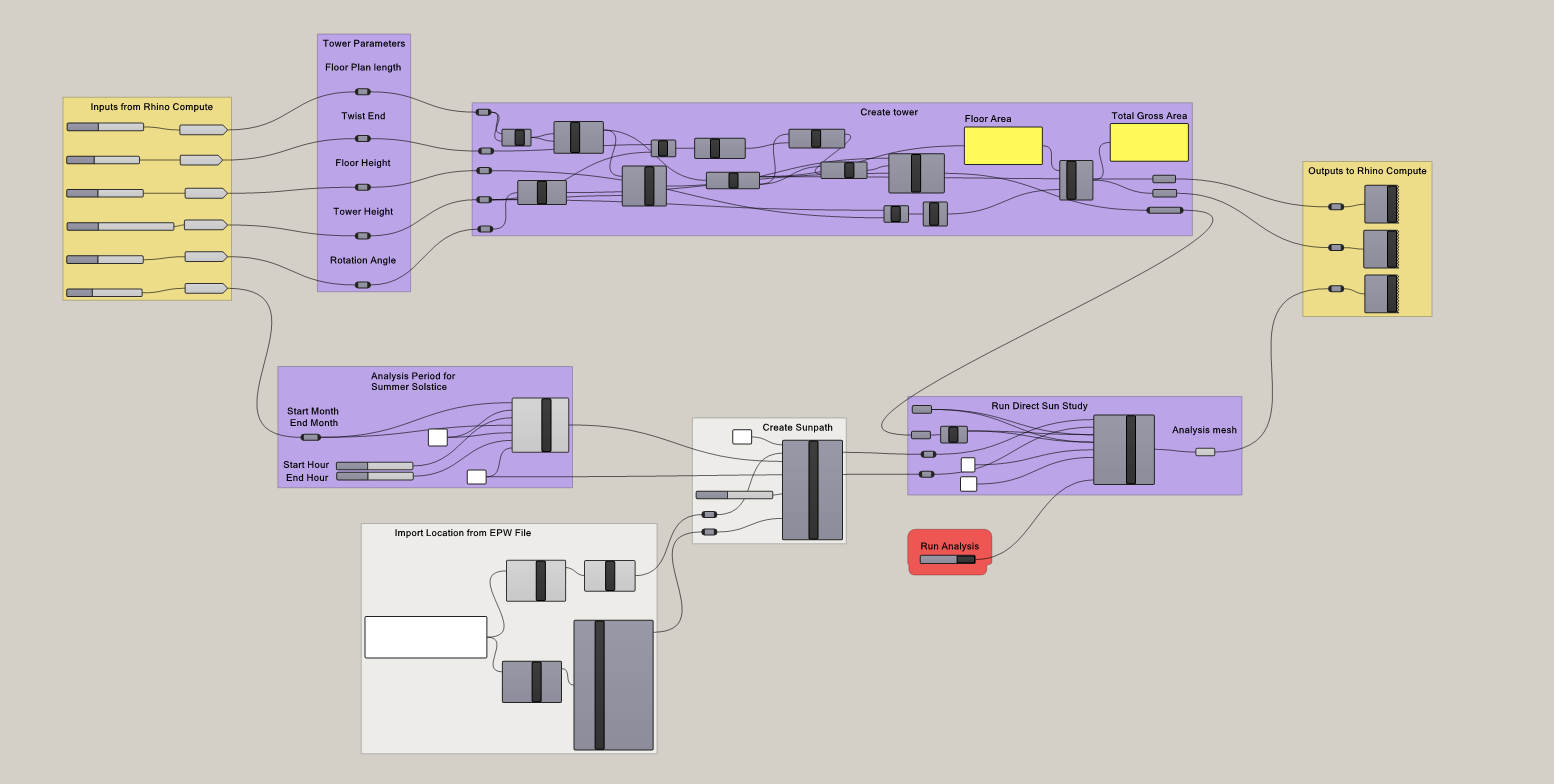 Tower Parameters
Floor Plan length
Twist End
Floor Height
Tower Height
Rotation Angle
Inputs from Rhino Compute
Create tower
Floor Area
Total Gross Area
Outputs to Rhino Compute
Analysis Period for
Summer Solstice
Start Month
End Month
Start Hour
End Hour
Create Sunpath
Run Direct Sun Study
Analysis mesh
Import Location from EPW File
Run Analysis